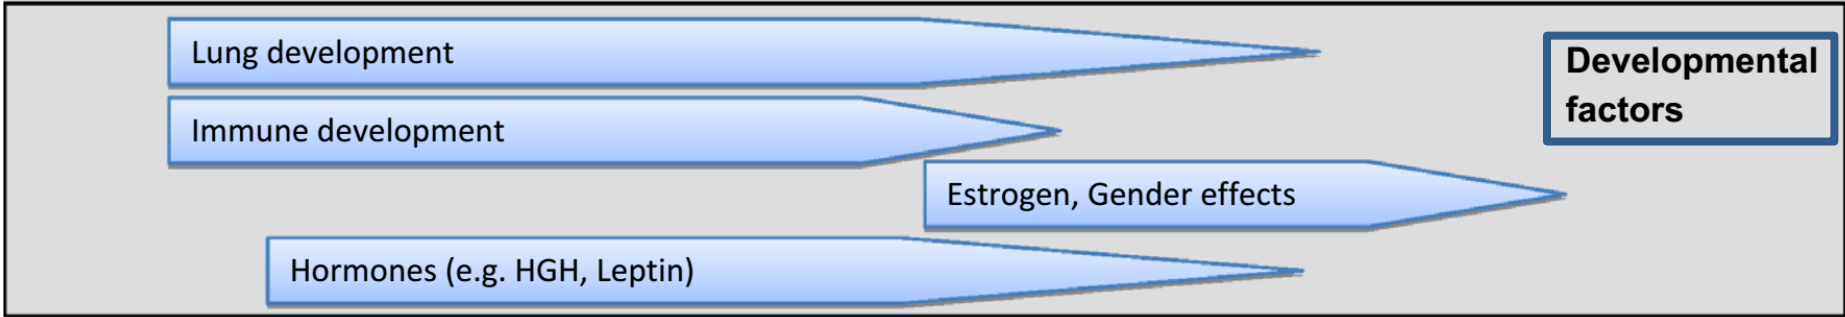 Lung development
Developmental
factors
Immune development
Estrogen, Gender effects
Hormones (e.g. HGH, Leptin)